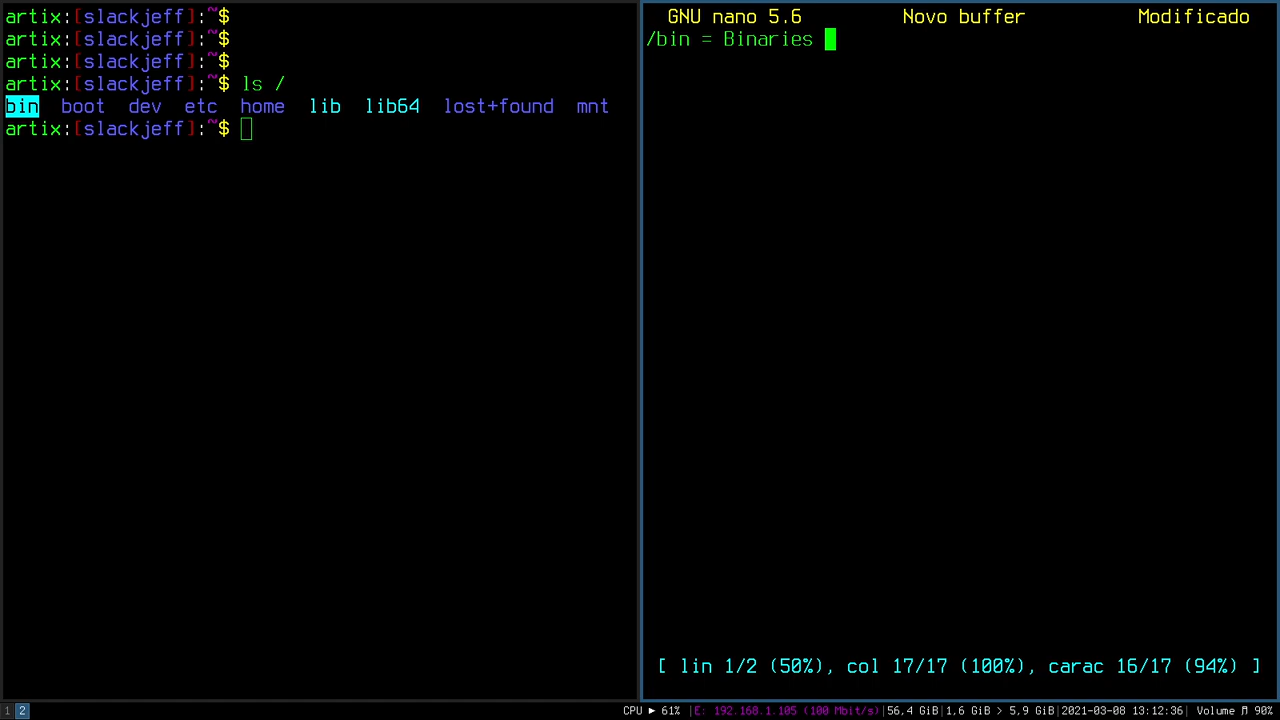 artix:[slackjeff]:~$
artix:[slackjeff]:~$
artix:[slackjeff]:~$
artix:[slackjeff]:~$ ls /
bin boot dev etc home lib lib64 lost+found mnt
artix:[slackjeff]:~$
GNU nano 5.6 Novo buffer Modificado
/bin = Binaries
[ lin 1/2 (50%), col 17/17 (100%), carac 16/17 (94%) ]
1 2 CPU ► 61% |E: 192.168.1.105 (100 Mbit/s)|56.4 GiB|1.6 GiB > 5.9 GiB|2021-03-08 13:12:36| Volume ♬ 90%